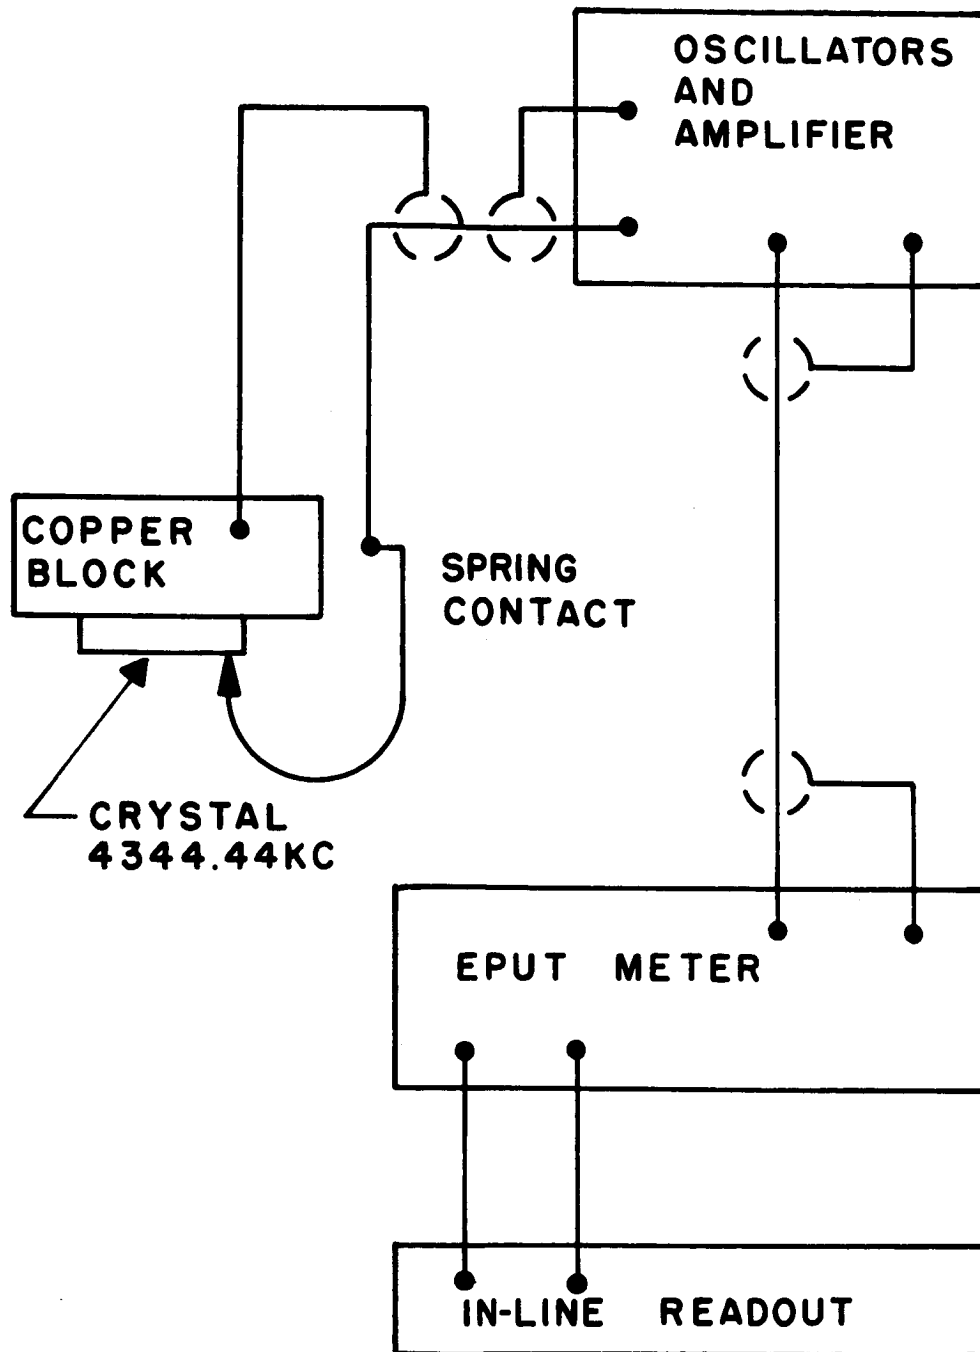 OSCILLATORS
AND
AMPLIFIER
COPPER
BLOCK
SPRING
CONTACT
CRYSTAL
4344.44KC
EPUT METER
IN-LINE READOUT